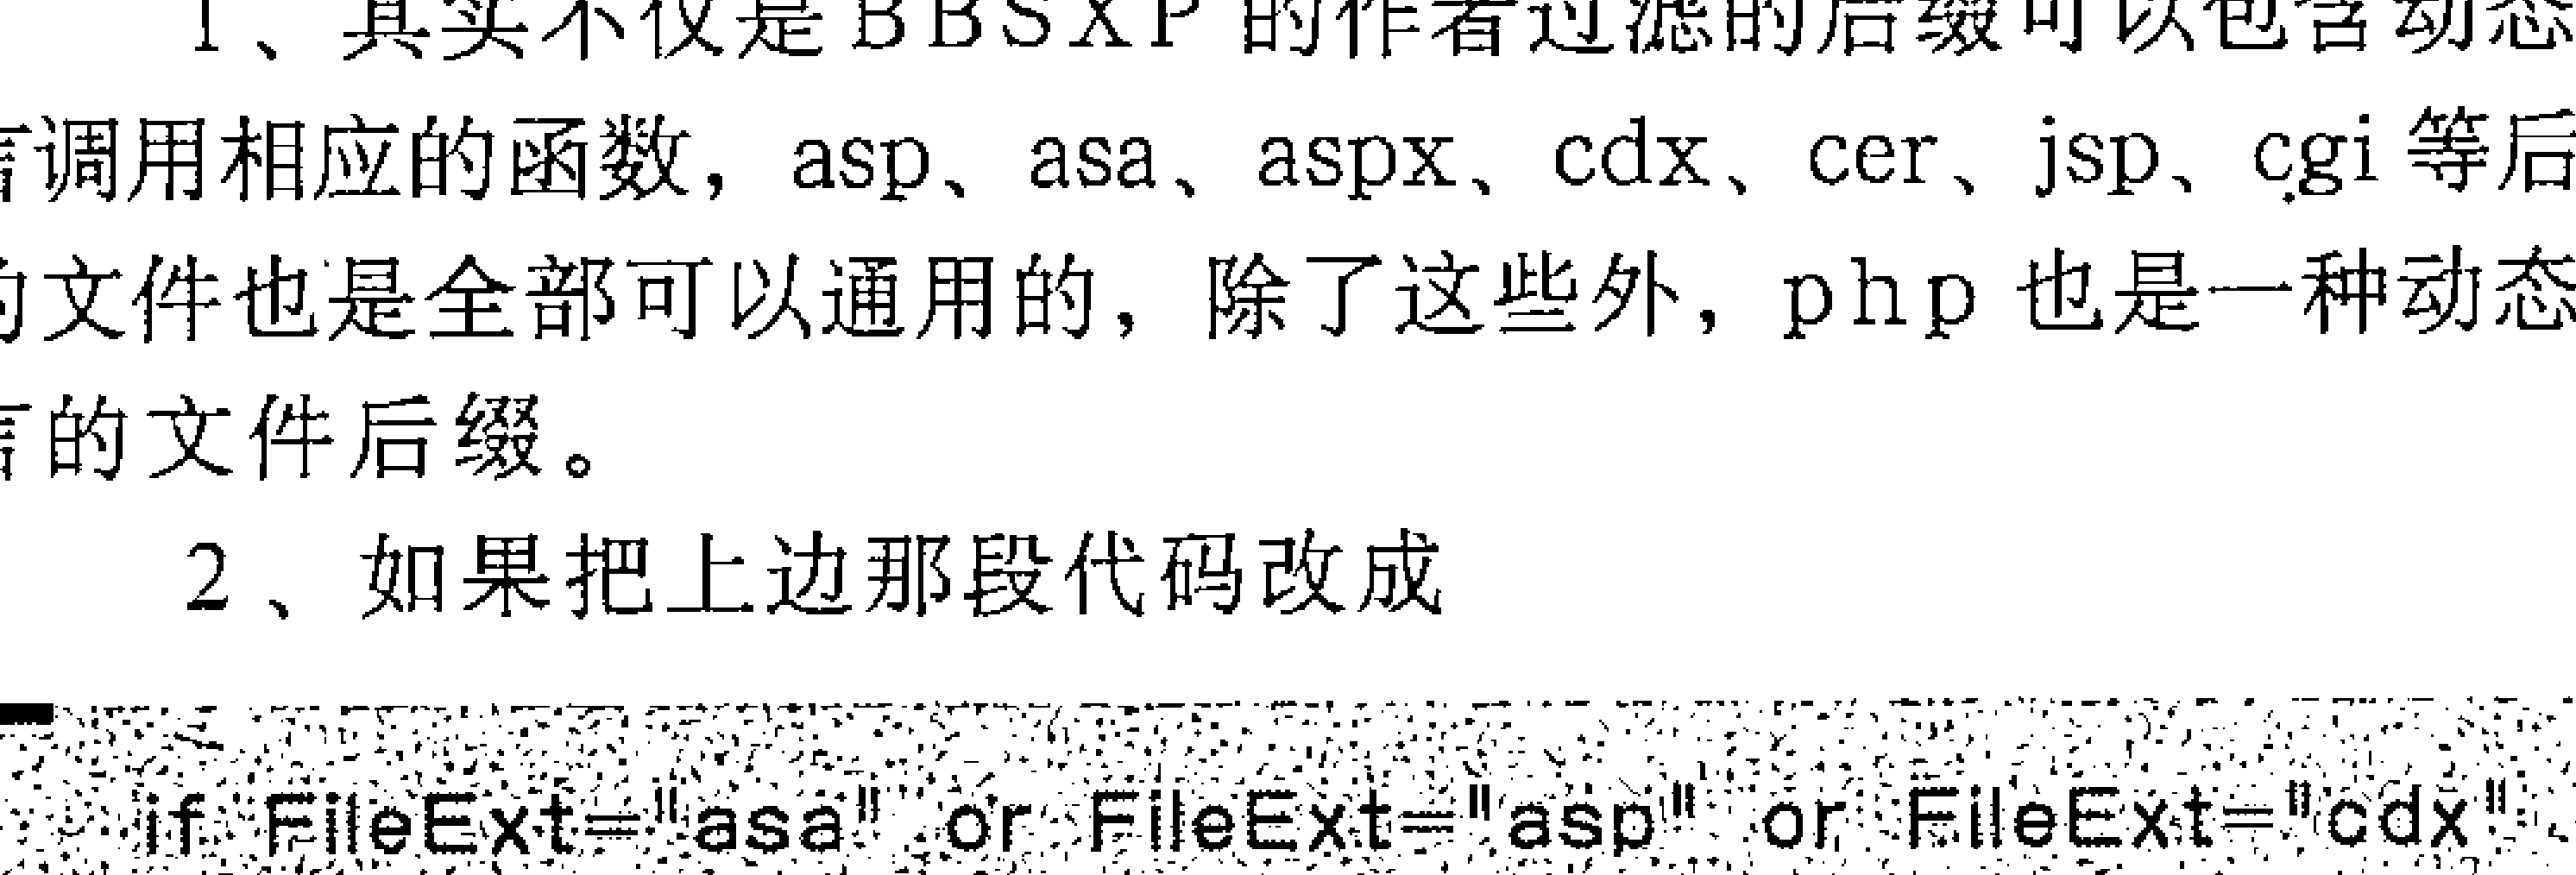 1、其实不仅是BBSXP的作者过滤的后缀可以包含动态
言调用相应的函数，asp、asa、aspx、cdx、cer、jsp、cgi等后
的文件也是全部可以通用的，除了这些外，php也是一种动态
言的文件后缀。
2、如果把上边那段代码改成
if FileExt="asa" or FileExt="asp" or FileExt="cdx"